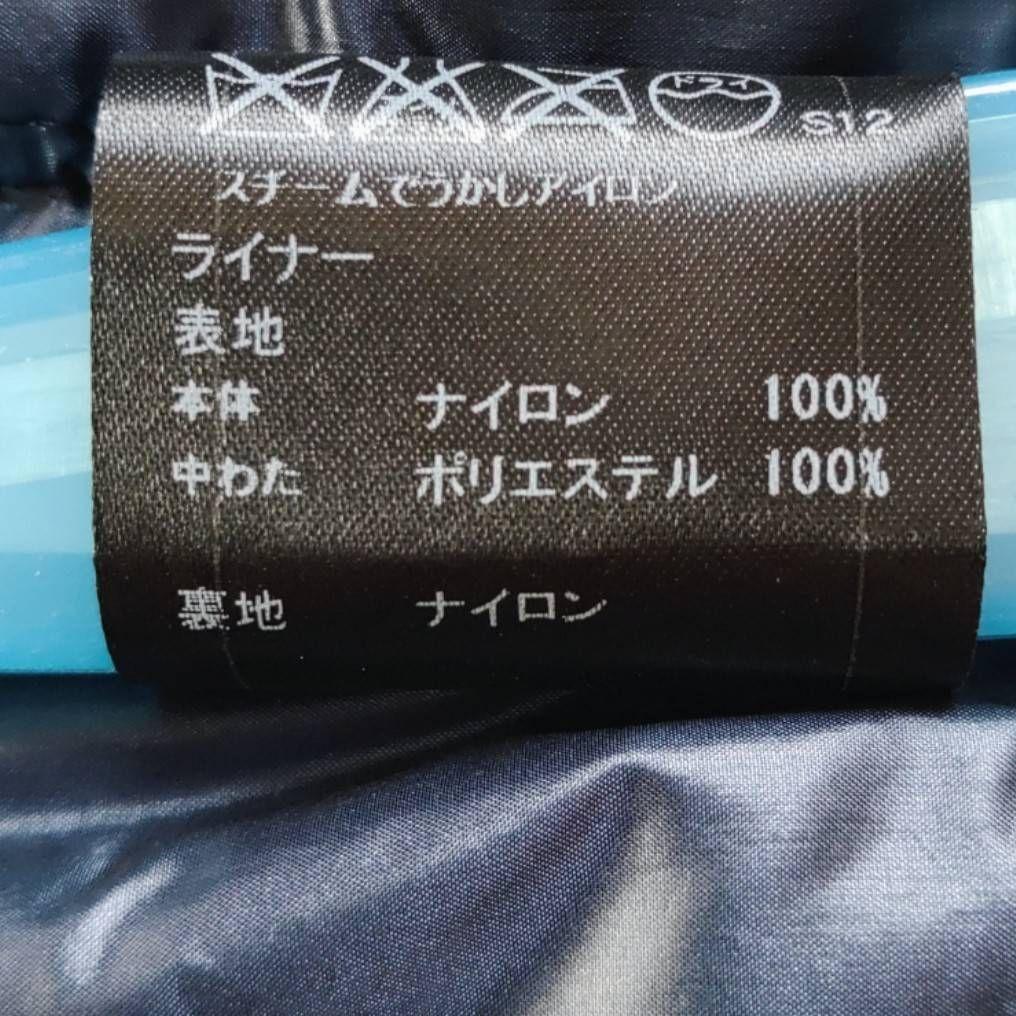 ドライ S12
スチームでうかしアイロン
ライナー
表地
本体 ナイロン 100%
中わた ポリエステル 100%
裏地 ナイロン